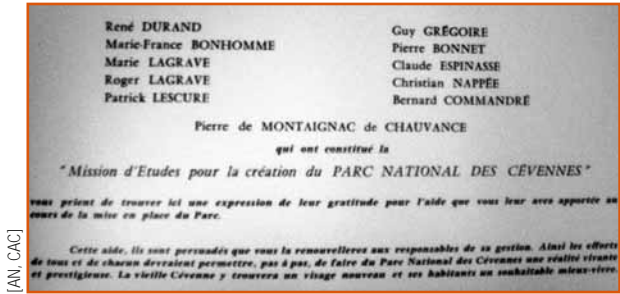 René DURAND
Marie-France BONHOMME
Marie LAGRAVE
Roger LAGRAVE
Patrick LESCURE
Guy GRÉGOIRE
Pierre BONNET
Claude ESPINASSE
Christian NAPPÉE
Bernard COMMANDRÉ
Pierre de MONTAIGNAC de CHAUVANCE
qui ont constitué la
"Mission d'Etudes pour la création du PARC NATIONAL DES CÉVENNES"
vous prient de trouver ici une expression de leur gratitude pour l'aide que vous leur avez apportée au
cours de la mise en place du Parc.
Cette aide, ils sont persuadés que vous la renouvellerez aux responsables de sa gestion. Ainsi les efforts
de tous et de chacun devraient permettre, pas à pas, de faire du Parc National des Cévennes une réalité vivante
et prestigieuse. La vieille Cévenne y trouvera un visage nouveau et ses habitants un souhaitable mieux-vivre.
[AN, CAC]